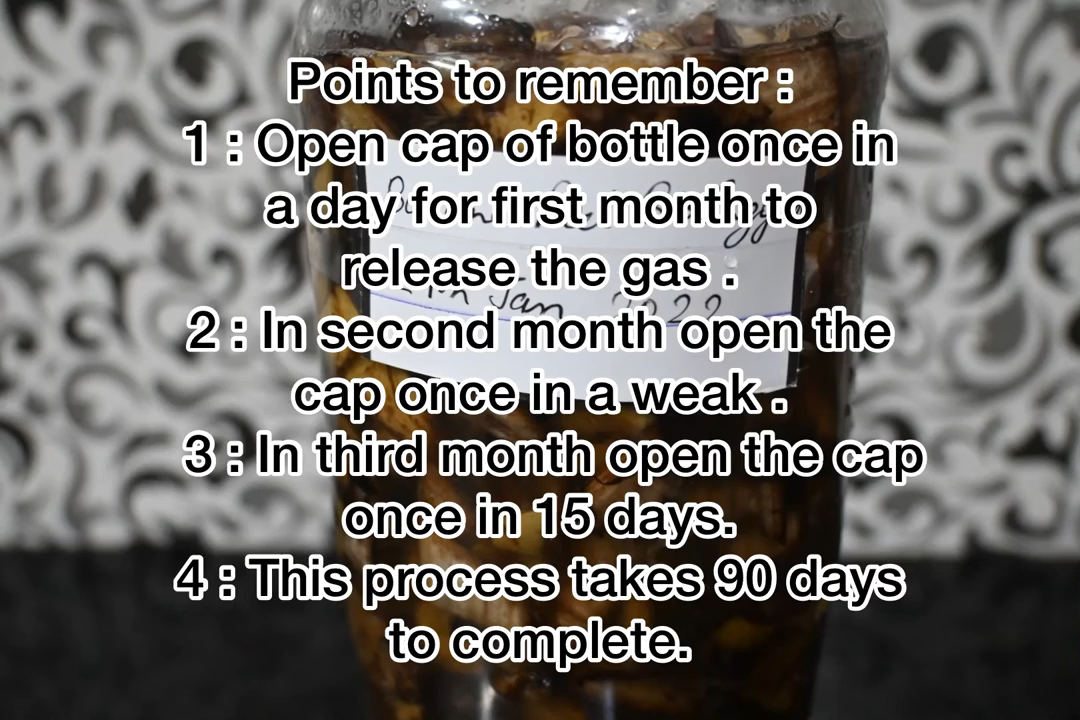 Points to remember :
1 : Open cap of bottle once in
a day for first month to
release the gas .
2 : In second month open the
cap once in a weak .
3 : In third month open the cap
once in 15 days.
4 : This process takes 90 days
to complete.
Jan 2022